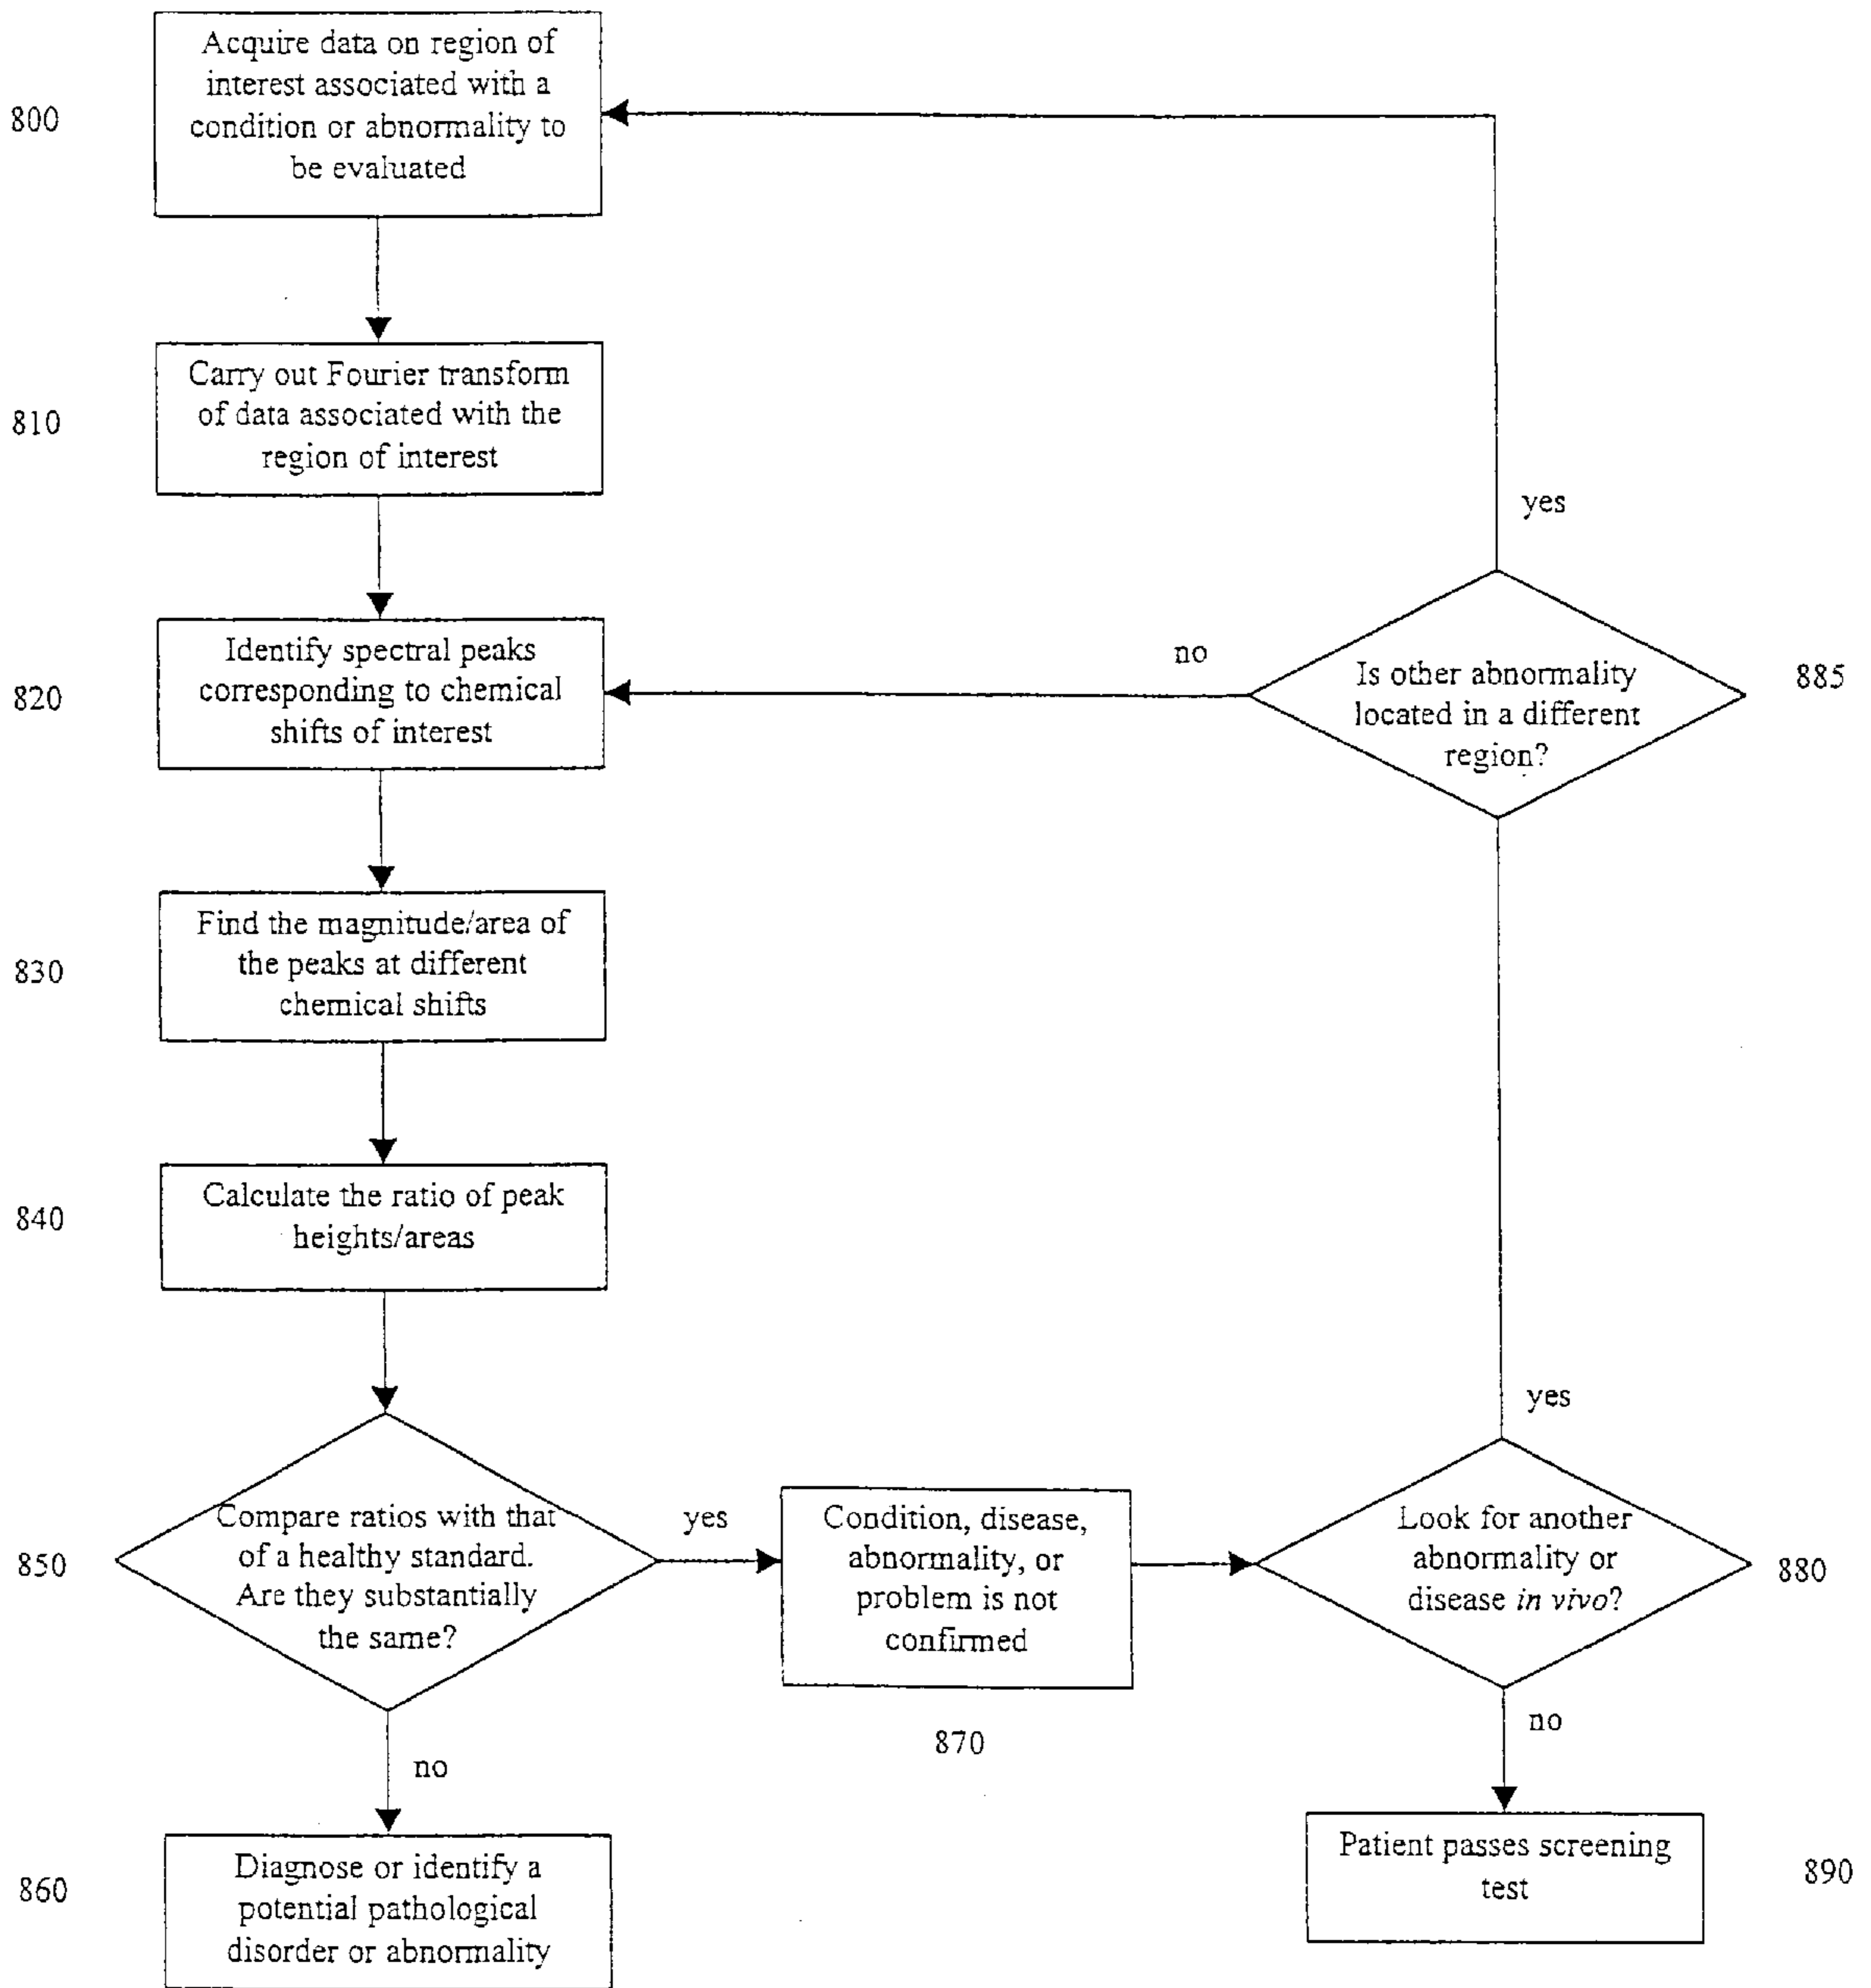 Acquire data on region of
interest associated with a
condition or abnormality to
be evaluated
800
Carry out Fourier transform
of data associated with the
region of interest
810
yes
Identify spectral peaks
corresponding to chemical
shifts of interest
820
no
Is other abnormality
located in a different
region?
885
Find the magnitude/area of
the peaks at different
chemical shifts
830
Calculate the ratio of peak
heights/areas
840
yes
Compare ratios with that
of a healthy standard.
Are they substantially
the same?
850
yes
Condition, disease,
abnormality, or
problem is not
confirmed
870
Look for another
abnormality or
disease in vivo?
880
no
no
Diagnose or identify a
potential pathological
disorder or abnormality
860
Patient passes screening
test
890